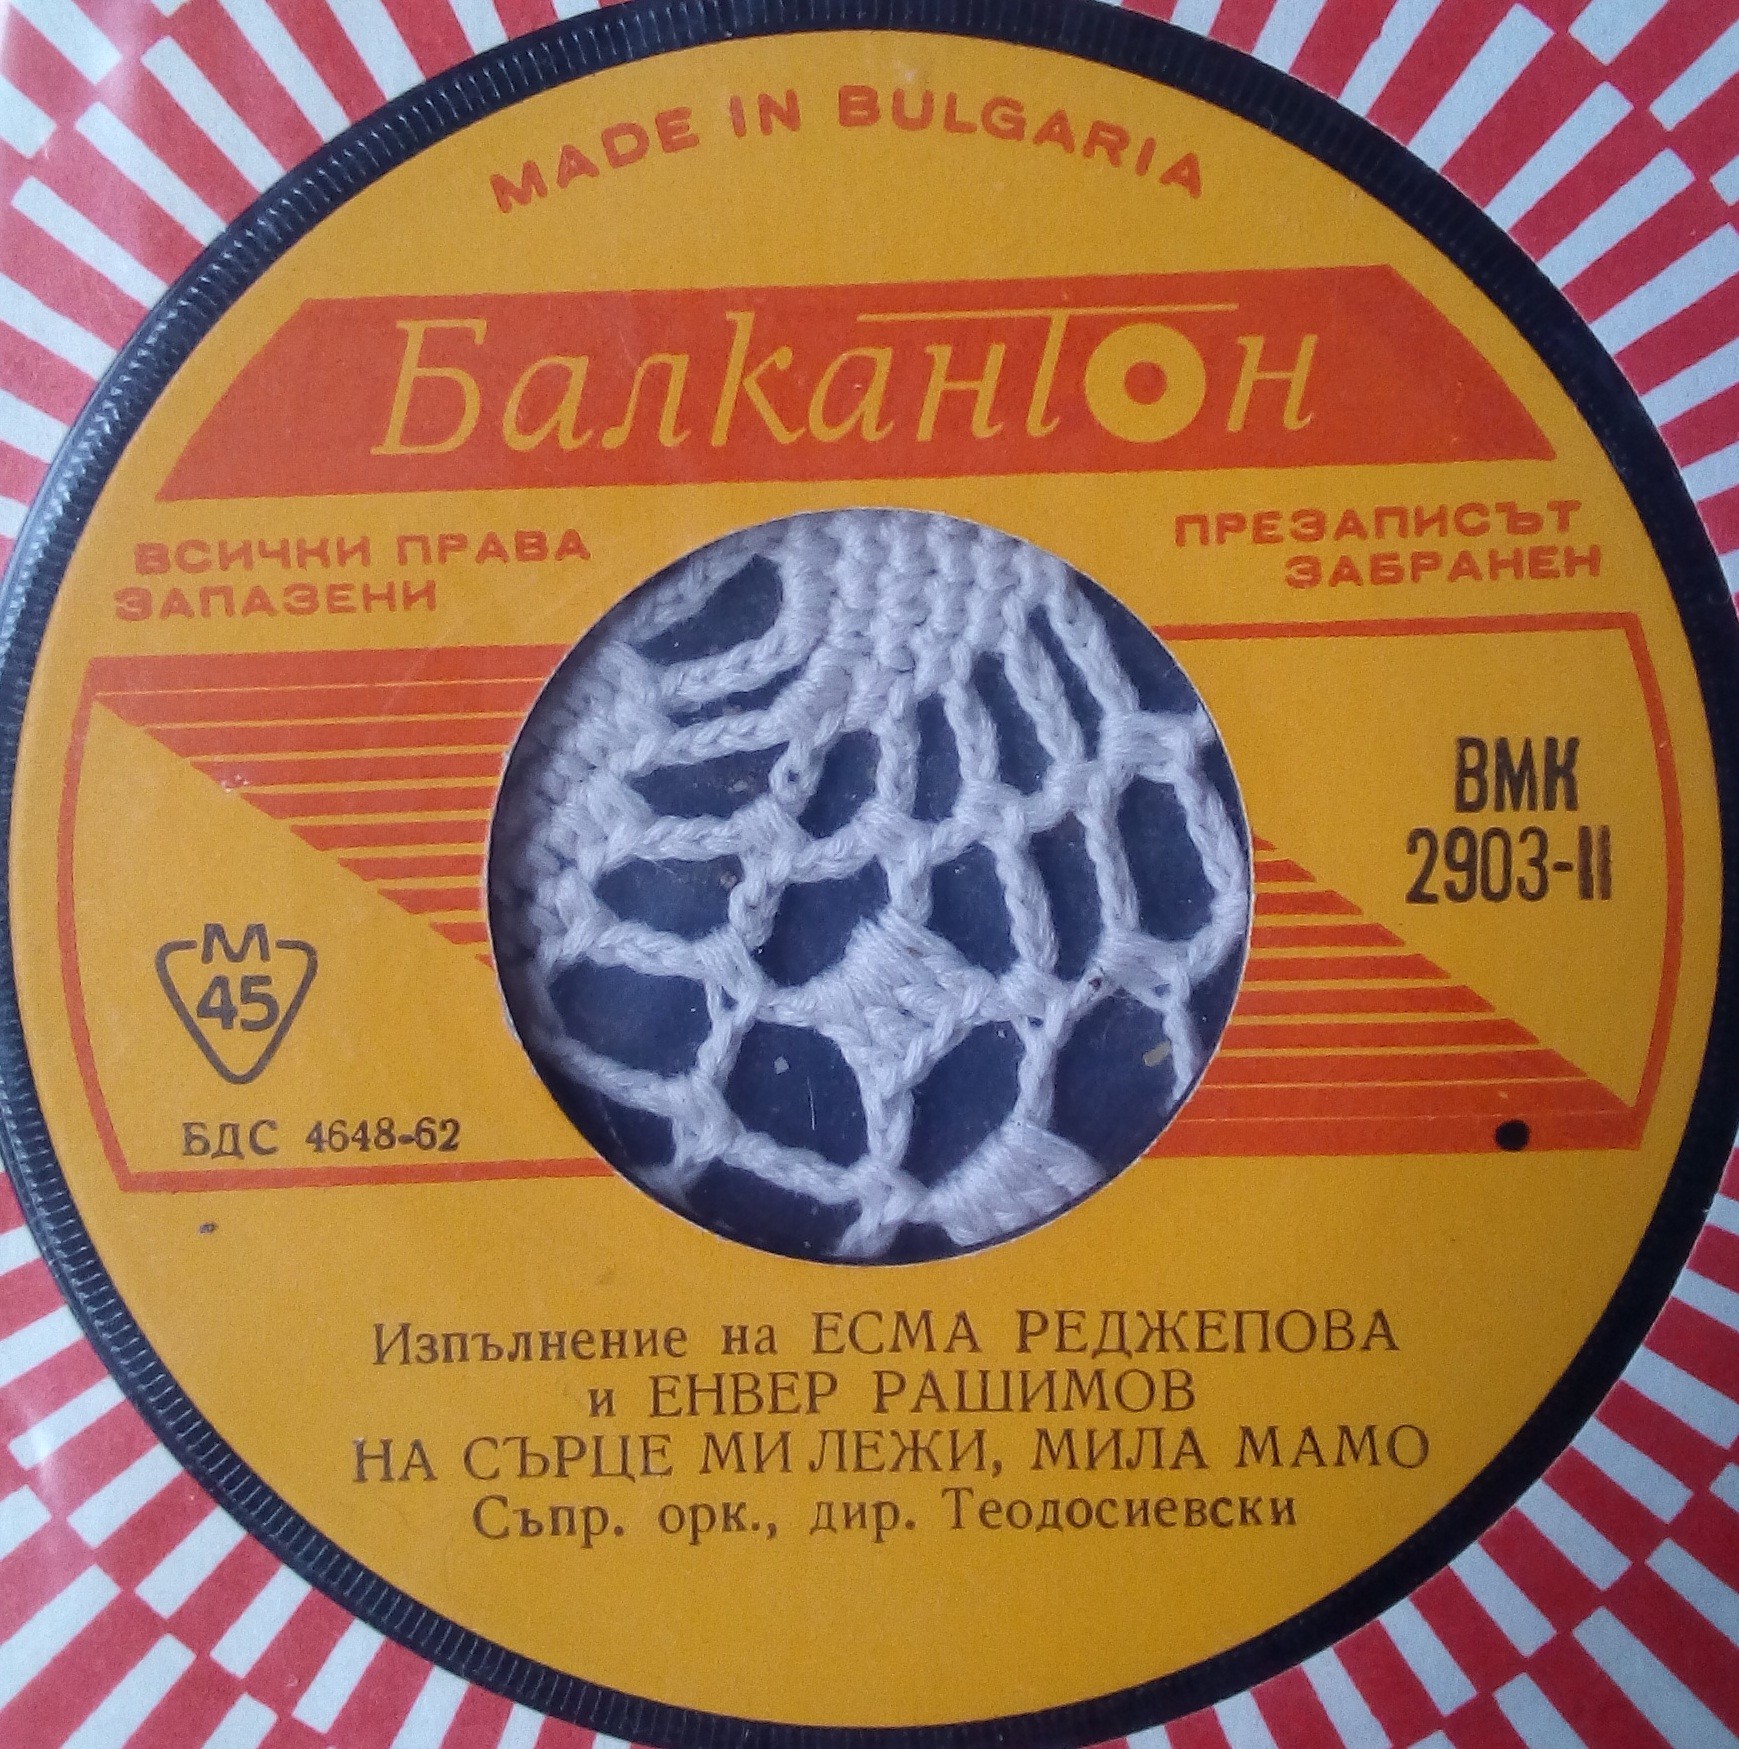 MADE IN BULGARIA
Балкантон
ВСИЧКИ ПРАВА
ЗАПАЗЕНИ
ПРЕЗАПИСЪТ
ЗАБРАНЕН
ВМК
2903-II
М
45
БДС 4648-62
Изпълнение на ЕСМА РЕДЖЕПОВА
и ЕНВЕР РАШИМОВ
НА СЪРЦЕ МИ ЛЕЖИ, МИЛА МАМО
Съпр. орк., дир. Теодосиевски